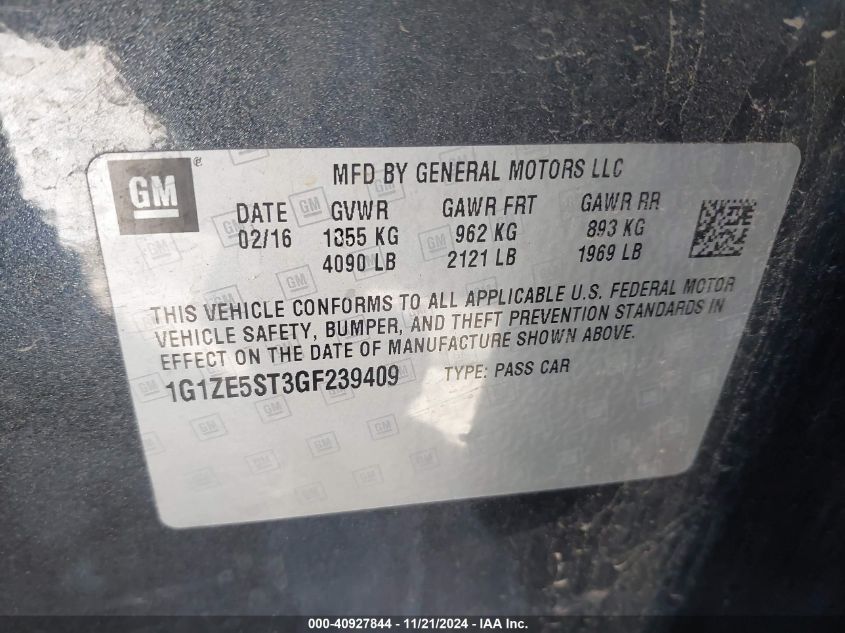 GM®
MFD BY GENERAL MOTORS LLC
DATE GVWR GAWR FRT GAWR RR
02/16 1855 KG 962 KG 893 KG
4090 LB 2121 LB 1969 LB
THIS VEHICLE CONFORMS TO ALL APPLICABLE U.S. FEDERAL MOTOR
VEHICLE SAFETY, BUMPER, AND THEFT PREVENTION STANDARDS IN
EFFECT ON THE DATE OF MANUFACTURE SHOWN ABOVE.
1G1ZE5ST3GF239409 TYPE: PASS CAR
000-40927844 - 11/21/2024 - IAA Inc.